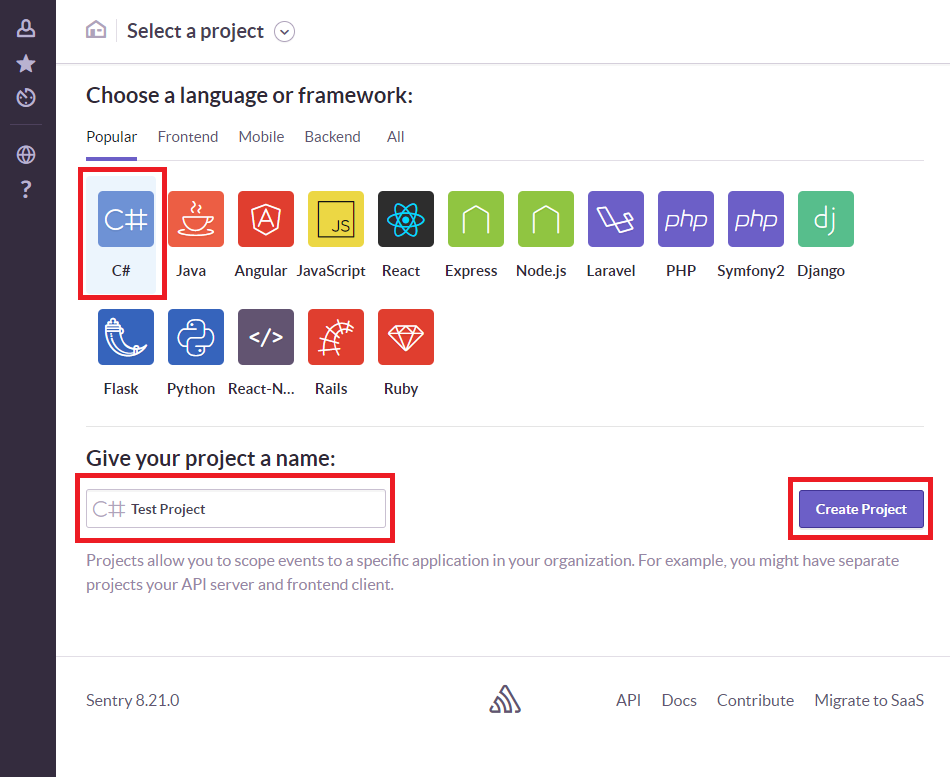 Select a project
Choose a language or framework:
Popular Frontend Mobile Backend All
C# JS php php dj
C# Java Angular JavaScript React Express Node.js Laravel PHP Symfony2 Django
</>
Flask Python React-N... Rails Ruby
Give your project a name:
C# Test Project Create Project
Projects allow you to scope events to a specific application in your organization. For example, you might have separate
projects your API server and frontend client.
Sentry 8.21.0 API Docs Contribute Migrate to SaaS